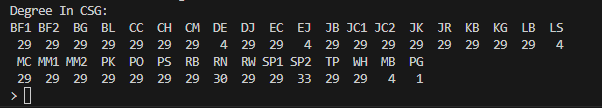 Degree In CSG:
BF1 BF2  BG  BL  CC  CH  CM  DE  DJ  EC  EJ  JB JC1 JC2  JK  JR  KB  KG  LB  LS
 29  29  29  29  29  29  29   4  29  29   4  29  29  29  29  29  29  29  29   4
 MC MM1 MM2  PK  PO  PS  RB  RN  RW SP1 SP2  TP  WH  MB  PG
 29  29  29  29  29  29  29  30  29  29  33  29  29   4   1
>